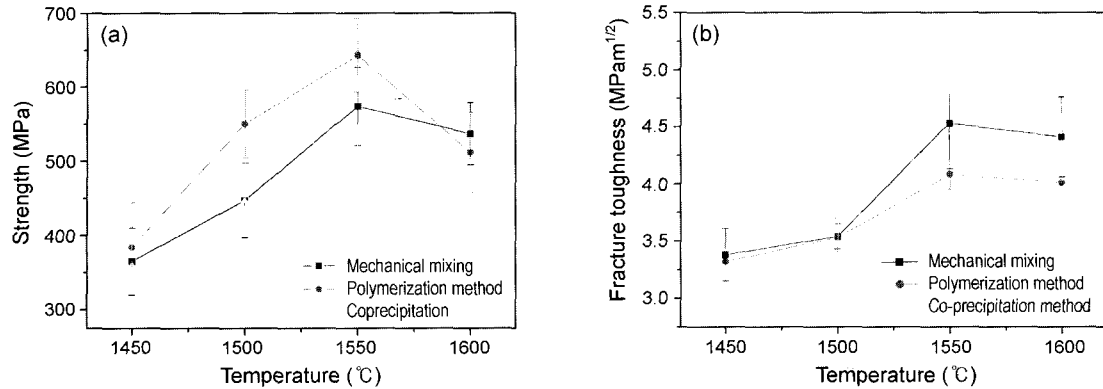 (a)
Strength (MPa)
700
600
500
400
300
1450 1500 1550 1600
Temperature (℃)
Mechanical mixing
Polymerization method
Coprecipitation
(b)
Fracture toughness (MPam1/2)
5.5
5.0
4.5
4.0
3.5
3.0
1450 1500 1550 1600
Temperature (℃)
Mechanical mixing
Polymerization method
Co-precipitation method